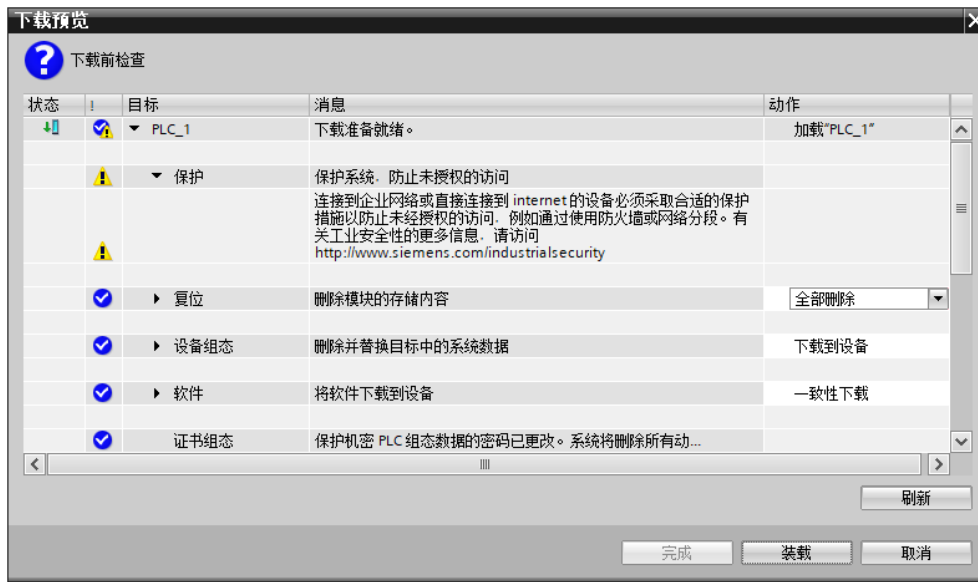 下载预览
下载前检查
状态 ! 目标 消息 动作
PLC_1 下载准备就绪。 加载"PLC_1"
保护 保护系统，防止未授权的访问
连接到企业网络或直接连接到 internet 的设备必须采取合适的保护
措施以防止未经授权的访问，例如通过使用防火墙或网络分段。有
关工业安全性的更多信息，请访问
http://www.siemens.com/industrialsecurity
复位 删除模块的存储内容 全部删除
设备组态 删除并替换目标中的系统数据 下载到设备
软件 将软件下载到设备 一致性下载
证书组态 保护机密 PLC 组态数据的密码已更改。系统将删除所有动...
刷新
完成 装载 取消